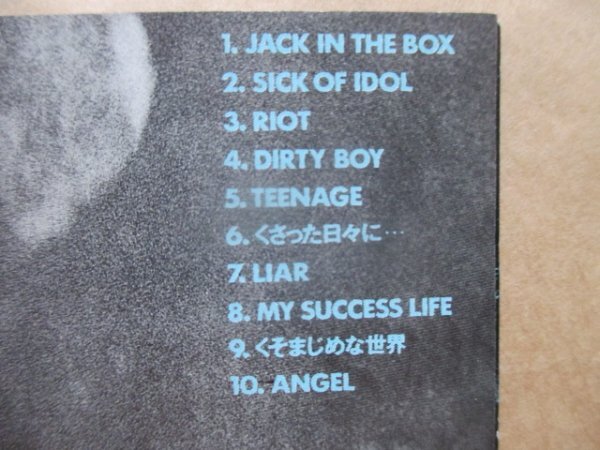 1. JACK IN THE BOX
2. SICK OF IDOL
3. RIOT
4. DIRTY BOY
5. TEENAGE
6. くさった日々に…
7. LIAR
8. MY SUCCESS LIFE
9. くそまじめな世界
10. ANGEL